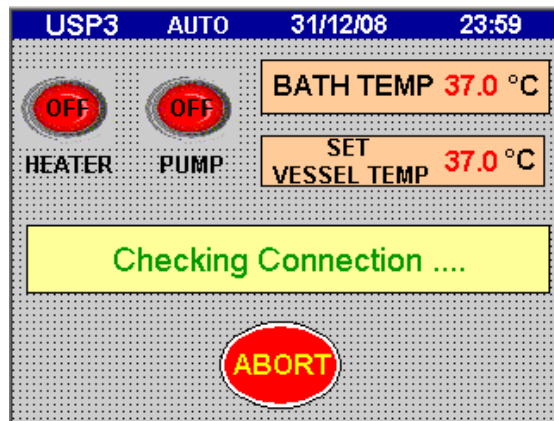 USP3 AUTO 31/12/08 23:59
OFF OFF BATH TEMP 37.0 °C
HEATER PUMP SET VESSEL TEMP 37.0 °C
Checking Connection ....
ABORT